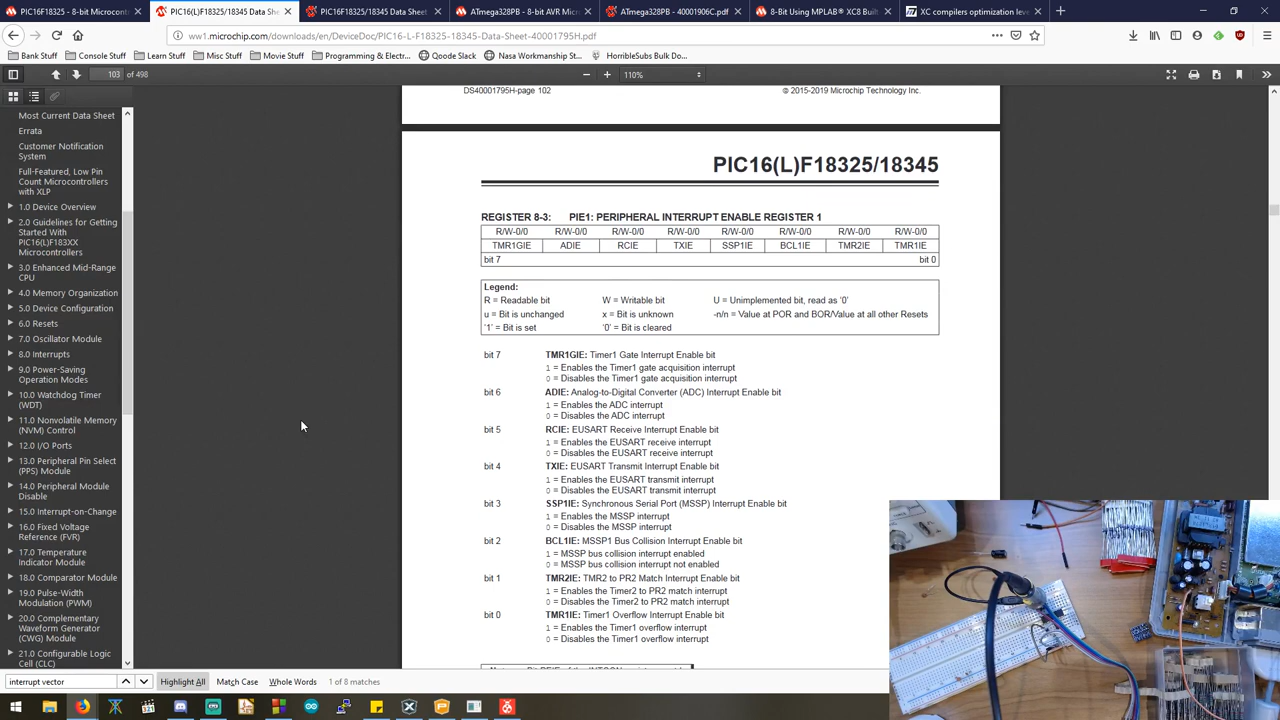 PIC16F18325 - 8-bit Microcont
PIC16(L)F18325/18345 Data She
PIC16F18325/18345 Data Sheet
ATmega328PB - 8-bit AVR Micro
ATmega328PB - 40001906C.pdf
8-Bit Using MPLAB® XC3 Built
XC compilers optimization leve
ww1.microchip.com/downloads/en/DeviceDoc/PIC16-L-F18325-18345-Data-Sheet-40001795H.pdf
Bank Stuff
Console Stuff
Learn Stuff
Misc Stuff
Movie Stuff
Programming & Electr...
Qode Slack
Nasa Workmanship St...
HorribleSubs Bulk Do...
103 of 498
110%
Most Current Data Sheet
Errata
Customer Notification
System
Full-Featured, Low Pin
Count Microcontrollers
with XLP
1.0 Device Overview
2.0 Guidelines for Getting
Started With
PIC16(L)F183XX
Microcontrollers
3.0 Enhanced Mid-Range
CPU
4.0 Memory Organization
5.0 Device Configuration
6.0 Resets
7.0 Oscillator Module
8.0 Interrupts
9.0 Power-Saving
Operation Modes
10.0 Watchdog Timer
(WDT)
11.0 Nonvolatile Memory
(NVM) Control
12.0 I/O Ports
13.0 Peripheral Pin Select
(PPS) Module
14.0 Peripheral Module
Disable
15.0 Interrupt-on-Change
16.0 Fixed Voltage
Reference (FVR)
17.0 Temperature
Indicator Module
18.0 Comparator Module
19.0 Pulse-Width
Modulation (PWM)
20.0 Complementary
Waveform Generator
(CWG) Module
21.0 Configurable Logic
Cell (CLC)
DS40001795H-page 102
© 2015-2019 Microchip Technology Inc.
PIC16(L)F18325/18345
REGISTER 8-3: PIE1: PERIPHERAL INTERRUPT ENABLE REGISTER 1
R/W-0/0 R/W-0/0 R/W-0/0 R/W-0/0 R/W-0/0 R/W-0/0 R/W-0/0 R/W-0/0
TMR1GIE ADIE RCIE TXIE SSP1IE BCL1IE TMR2IE TMR1IE
bit 7 bit 0
Legend:
R = Readable bit W = Writable bit U = Unimplemented bit, read as '0'
u = Bit is unchanged x = Bit is unknown -n/n = Value at POR and BOR/Value at all other Resets
'1' = Bit is set '0' = Bit is cleared
bit 7 TMR1GIE: Timer1 Gate Interrupt Enable bit
1 = Enables the Timer1 gate acquisition interrupt
0 = Disables the Timer1 gate acquisition interrupt
bit 6 ADIE: Analog-to-Digital Converter (ADC) Interrupt Enable bit
1 = Enables the ADC interrupt
0 = Disables the ADC interrupt
bit 5 RCIE: EUSART Receive Interrupt Enable bit
1 = Enables the EUSART receive interrupt
0 = Disables the EUSART receive interrupt
bit 4 TXIE: EUSART Transmit Interrupt Enable bit
1 = Enables the EUSART transmit interrupt
0 = Disables the EUSART transmit interrupt
bit 3 SSP1IE: Synchronous Serial Port (MSSP) Interrupt Enable bit
1 = Enables the MSSP interrupt
0 = Disables the MSSP interrupt
bit 2 BCL1IE: MSSP1 Bus Collision Interrupt Enable bit
1 = MSSP bus collision interrupt enabled
0 = MSSP bus collision interrupt not enabled
bit 1 TMR2IE: TMR2 to PR2 Match Interrupt Enable bit
1 = Enables the Timer2 to PR2 match interrupt
0 = Disables the Timer2 to PR2 match interrupt
bit 0 TMR1IE: Timer1 Overflow Interrupt Enable bit
1 = Enables the Timer1 overflow interrupt
0 = Disables the Timer1 overflow interrupt
interrupt vector
Highlight All
Match Case
Whole Words
1 of 8 matches